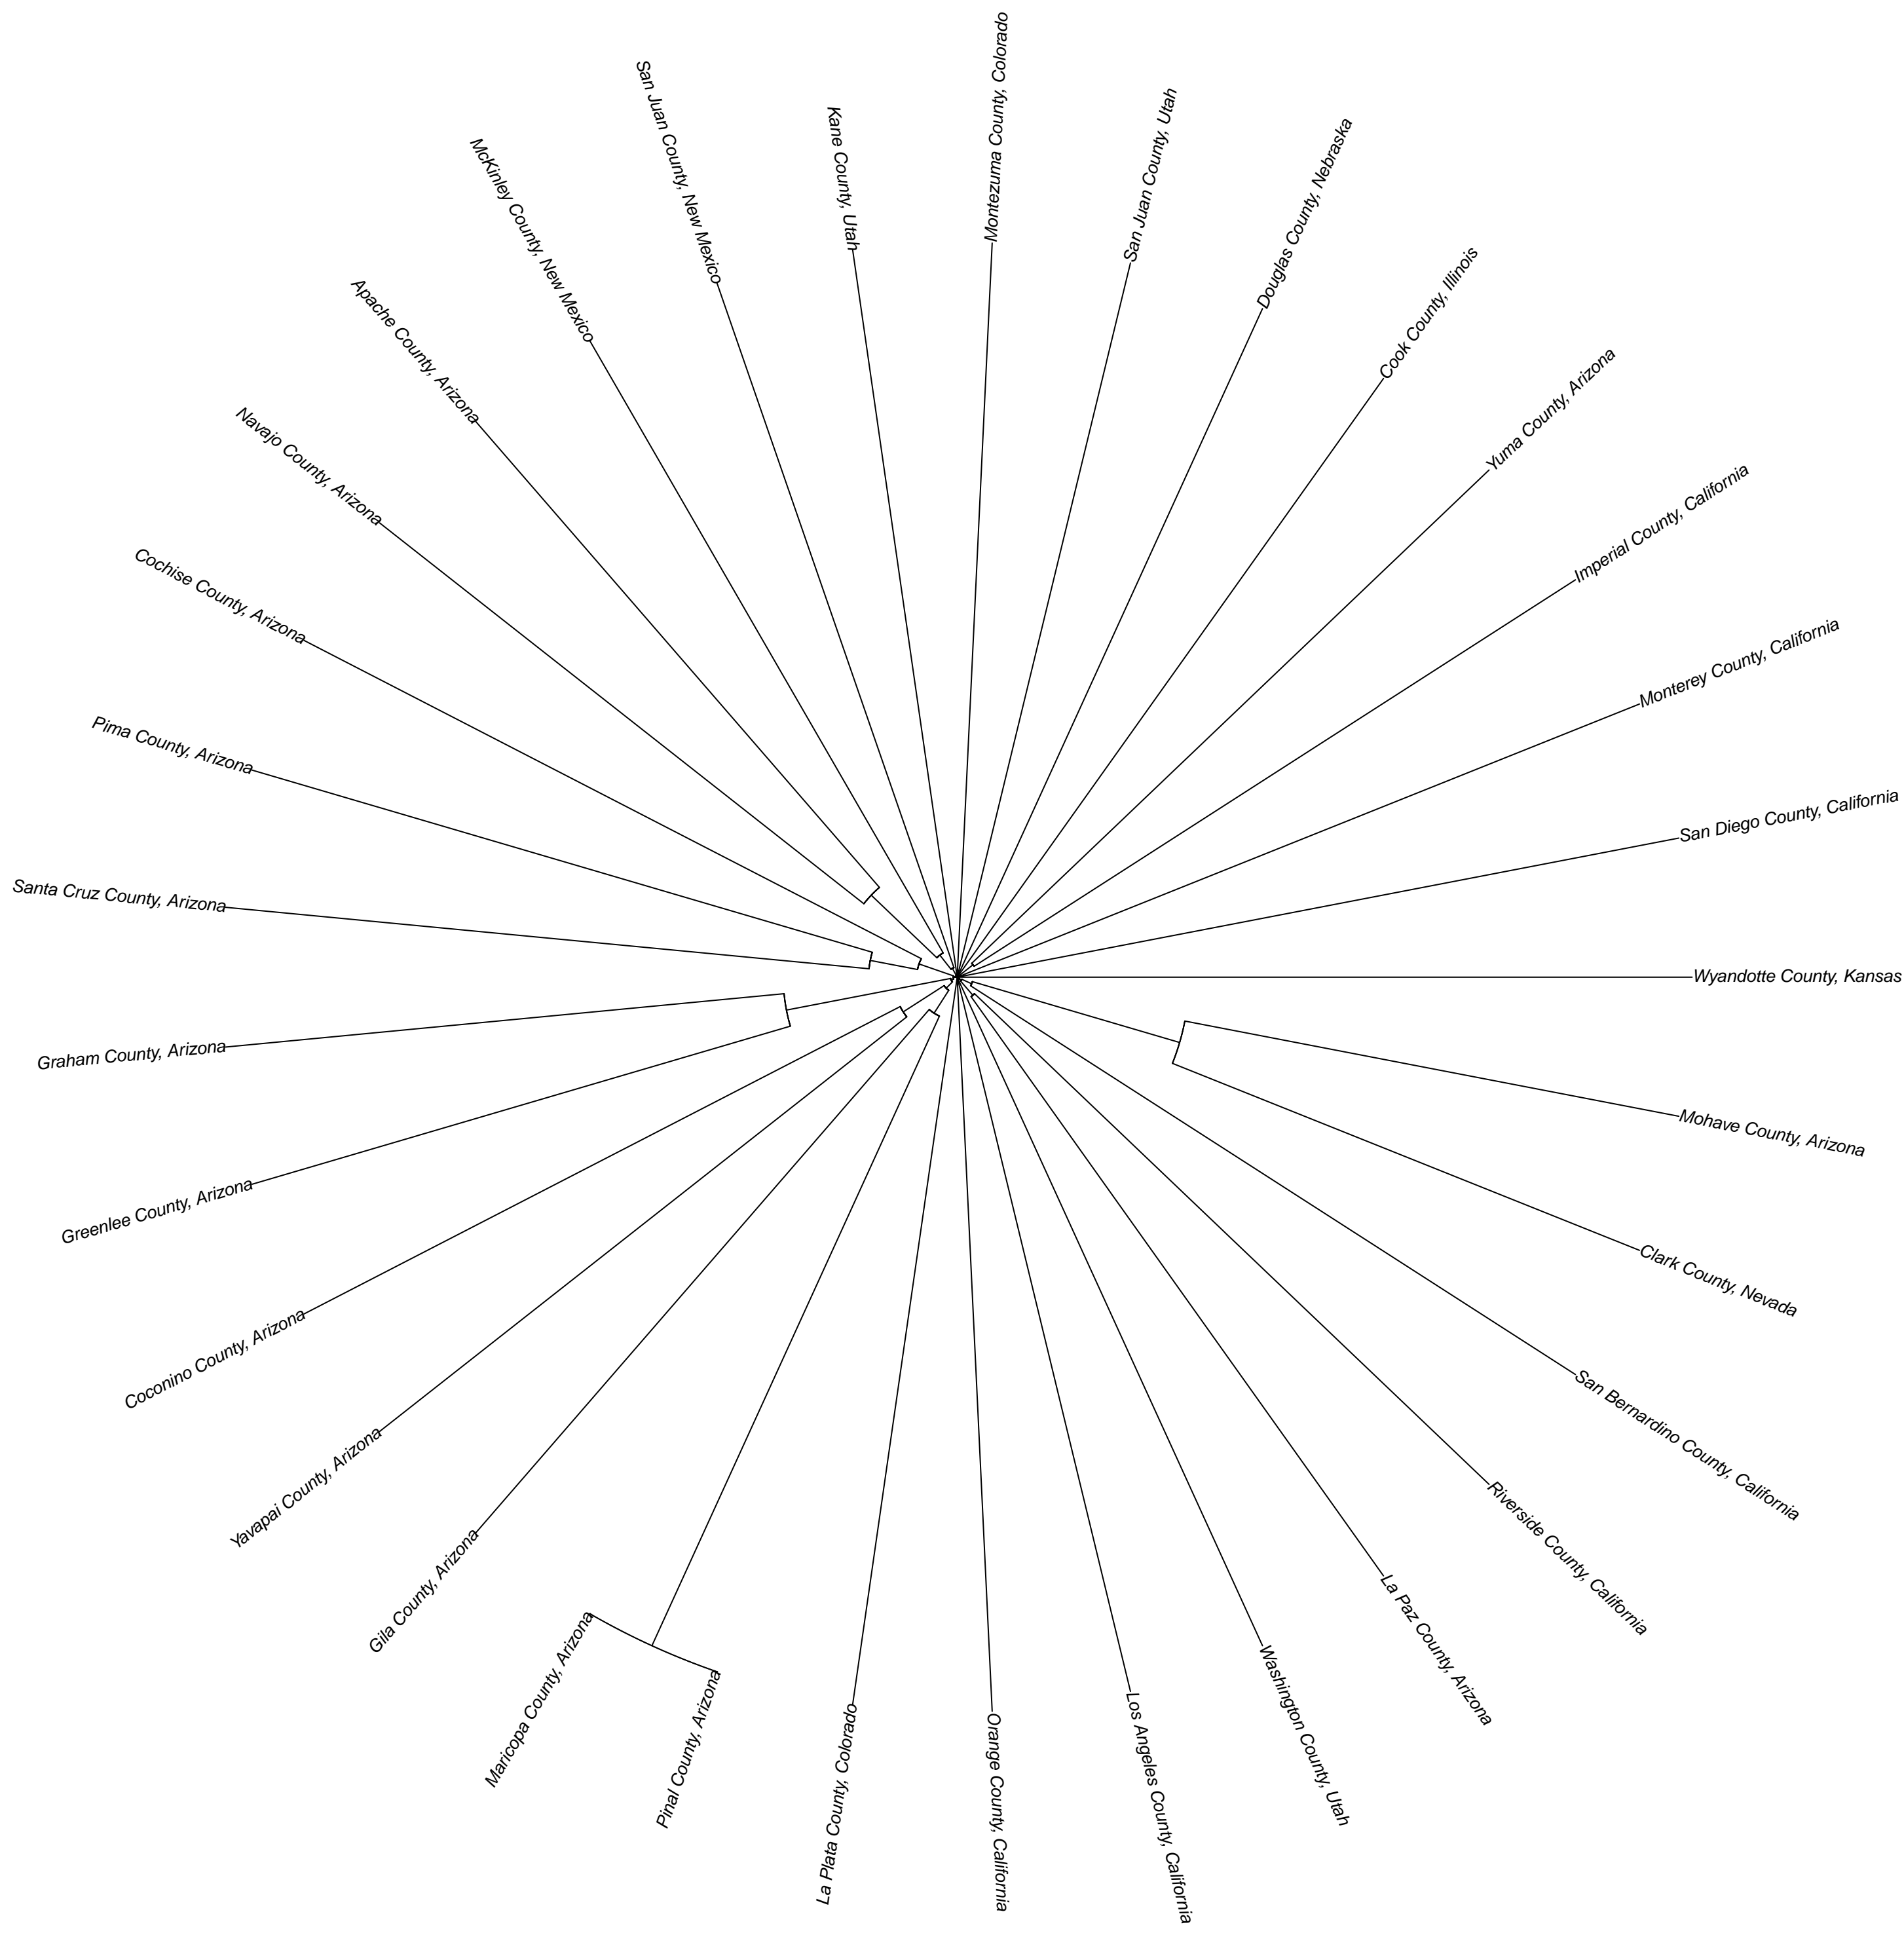 Montezuma County, Colorado
San Juan County, Utah
Douglas County, Nebraska
Cook County, Illinois
Yuma County, Arizona
Imperial County, California
Monterey County, California
San Diego County, California
Wyandotte County, Kansas
Mohave County, Arizona
Clark County, Nevada
San Bernardino County, California
Riverside County, California
La Paz County, Arizona
Washington County, Utah
Los Angeles County, California
Orange County, California
La Plata County, Colorado
Pinal County, Arizona
Maricopa County, Arizona
Gila County, Arizona
Yavapai County, Arizona
Coconino County, Arizona
Greenlee County, Arizona
Graham County, Arizona
Santa Cruz County, Arizona
Pima County, Arizona
Cochise County, Arizona
Navajo County, Arizona
Apache County, Arizona
McKinley County, New Mexico
San Juan County, New Mexico
Kane County, Utah